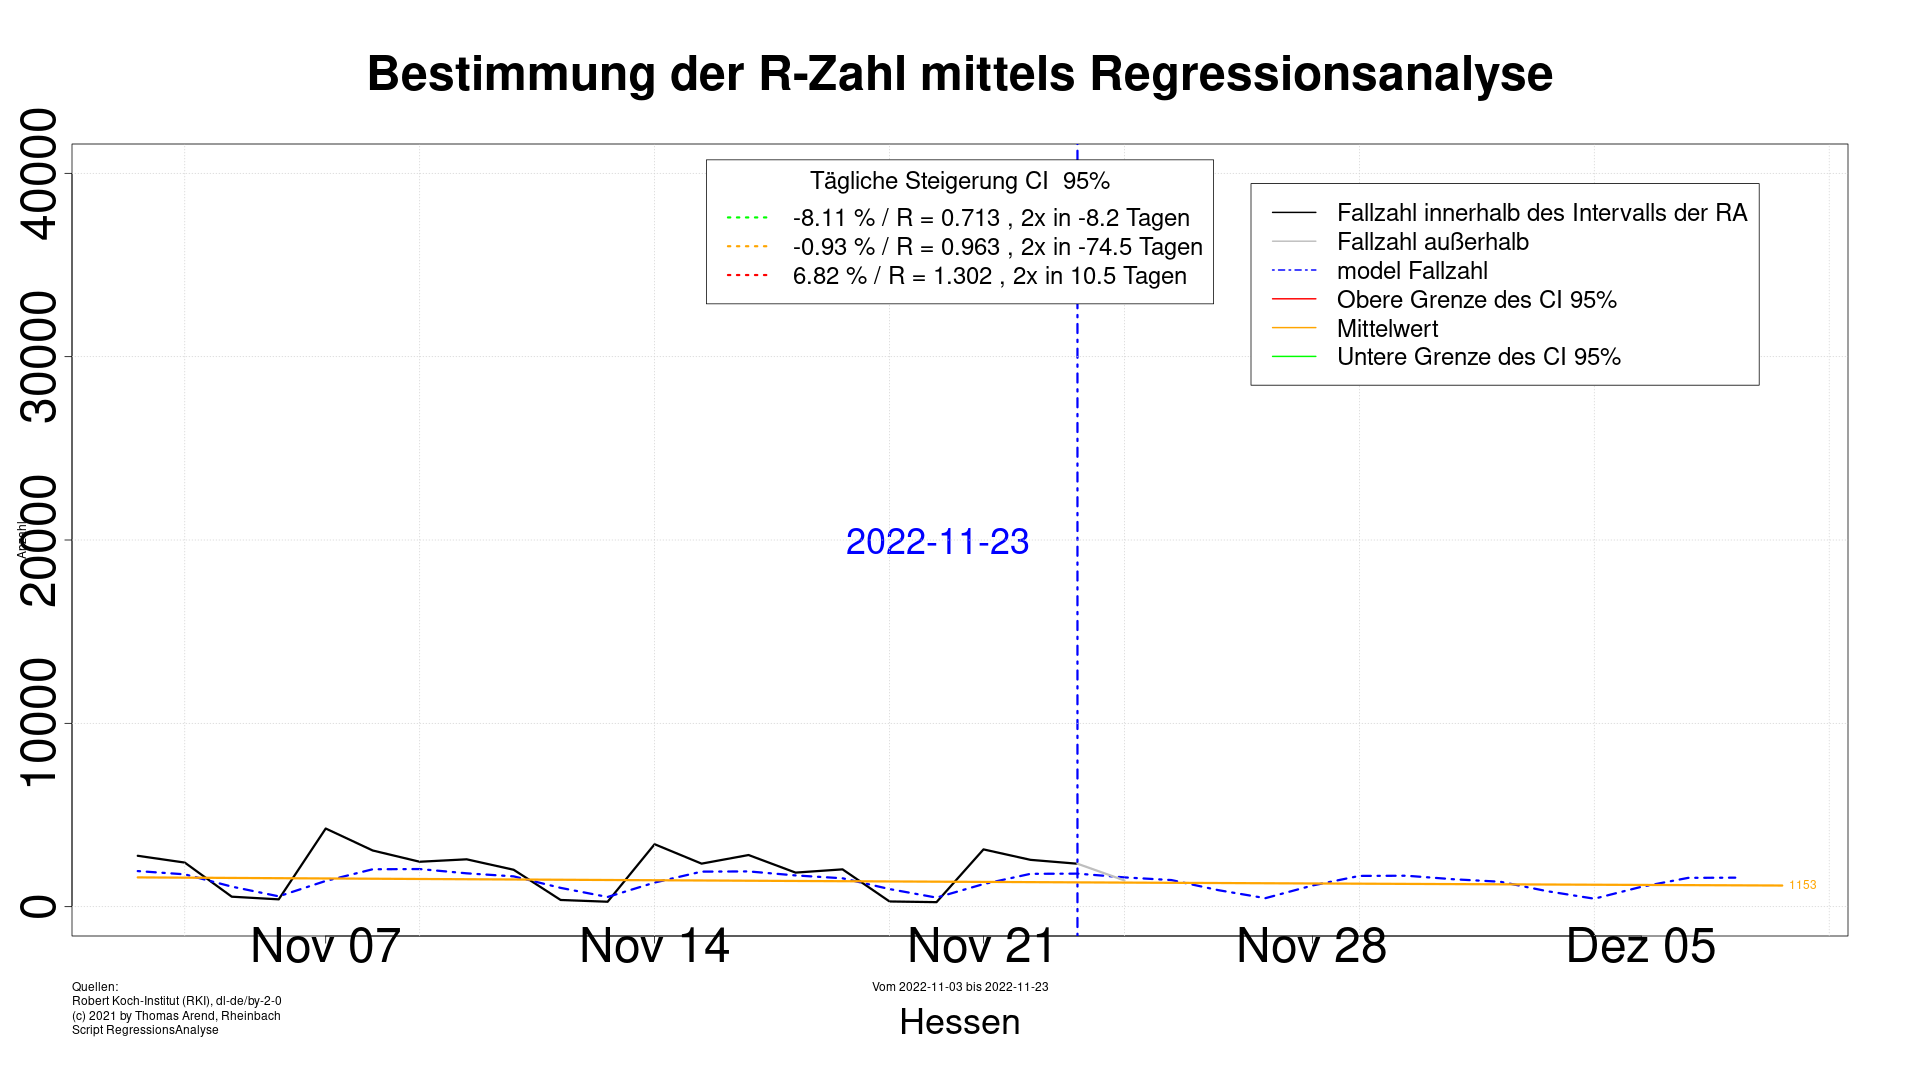 Bestimmung der R-Zahl mittels Regressionsanalyse
Anzahl
40000
30000
20000
10000
0
Tägliche Steigerung CI  95%
-8.11 % / R = 0.713 , 2x in -8.2 Tagen
-0.93 % / R = 0.963 , 2x in -74.5 Tagen
6.82 % / R = 1.302 , 2x in 10.5 Tagen
Fallzahl innerhalb des Intervalls der RA
Fallzahl außerhalb
model Fallzahl
Obere Grenze des CI 95%
Mittelwert
Untere Grenze des CI 95%
2022-11-23
1153
Nov 07
Nov 14
Nov 21
Nov 28
Dez 05
Quellen:
Robert Koch-Institut (RKI), dl-de/by-2-0
(c) 2021 by Thomas Arend, Rheinbach
Script RegressionsAnalyse
Vom 2022-11-03 bis 2022-11-23
Hessen